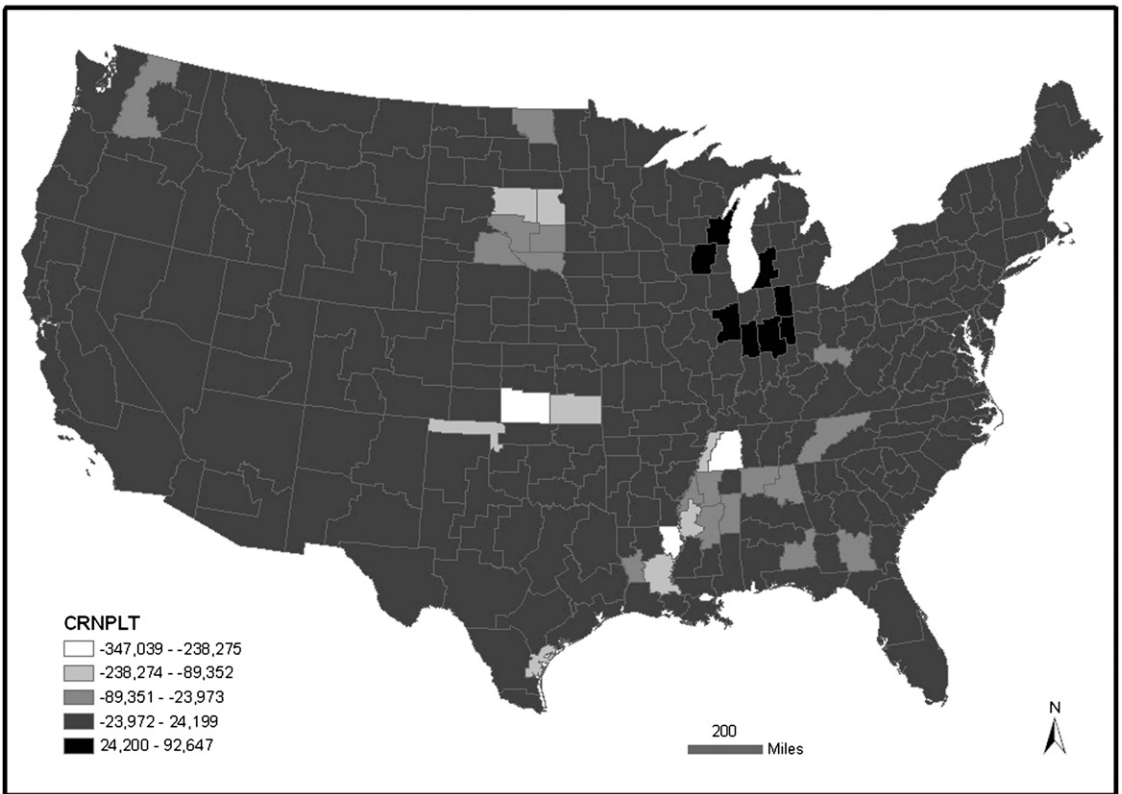 CRNPLT
-347,039 - -238,275
-238,274 - -89,352
-89,351 - -23,973
-23,972 - 24,199
24,200 - 92,647
200
Miles
N